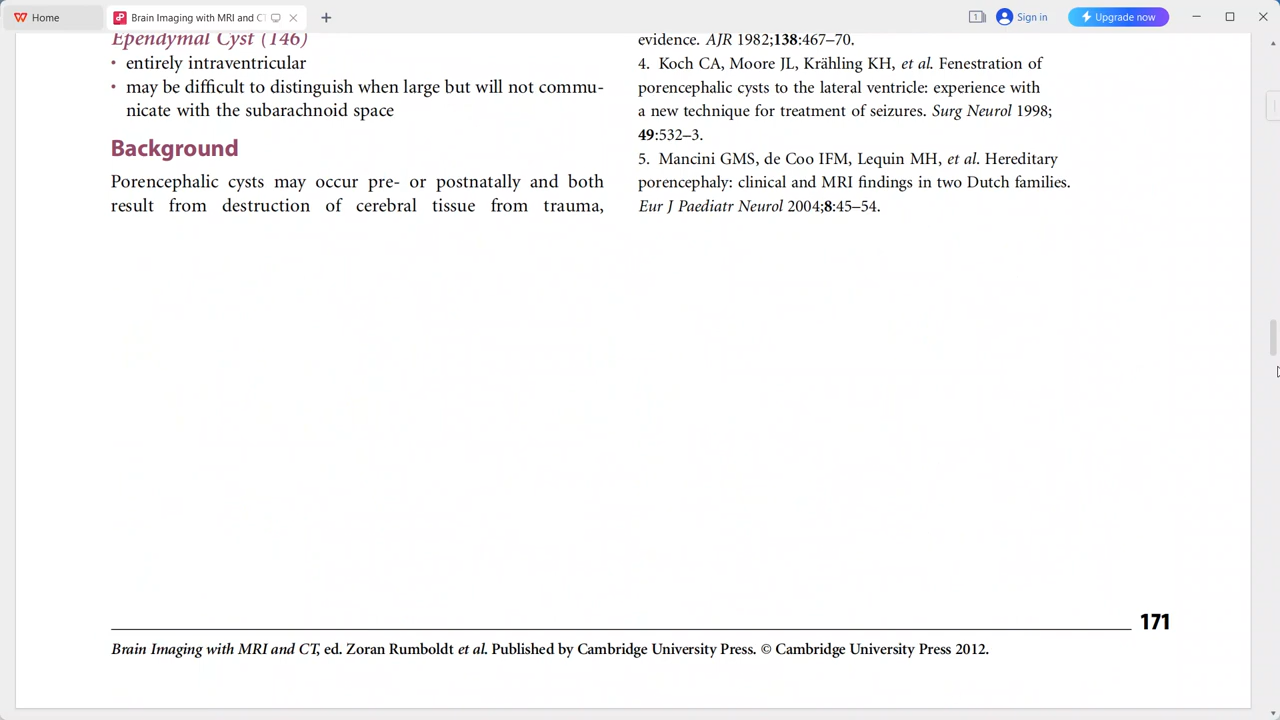 Home
Brain Imaging with MRI and C
1
Sign in
Upgrade now
Ependymal Cyst (146)
• entirely intraventricular
• may be difficult to distinguish when large but will not commu-
nicate with the subarachnoid space
Background
Porencephalic cysts may occur pre- or postnatally and both
result from destruction of cerebral tissue from trauma,
evidence. AJR 1982;138:467–70.
4. Koch CA, Moore JL, Krähling KH, et al. Fenestration of
porencephalic cysts to the lateral ventricle: experience with
a new technique for treatment of seizures. Surg Neurol 1998;
49:532–3.
5. Mancini GMS, de Coo IFM, Lequin MH, et al. Hereditary
porencephaly: clinical and MRI findings in two Dutch families.
Eur J Paediatr Neurol 2004;8:45–54.
171
Brain Imaging with MRI and CT, ed. Zoran Rumboldt et al. Published by Cambridge University Press. © Cambridge University Press 2012.